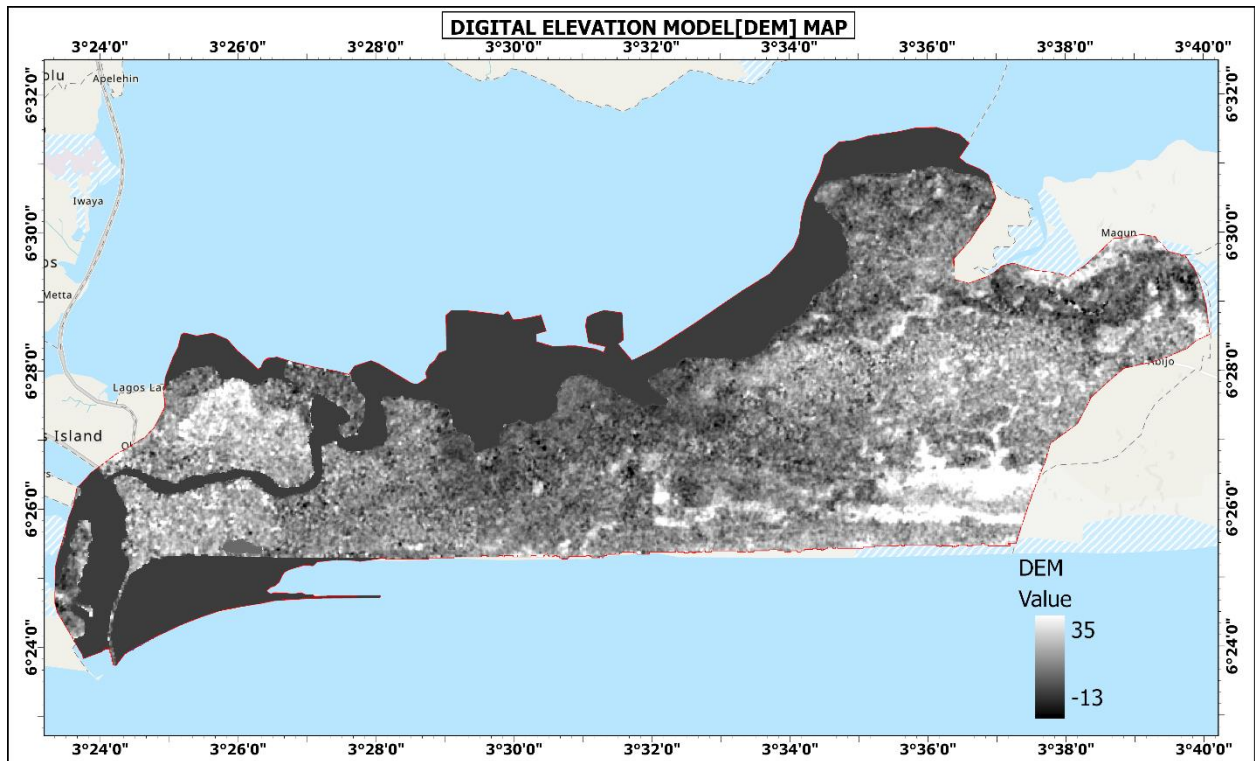 DIGITAL ELEVATION MODEL[DEM] MAP
3°24'0" 3°26'0" 3°28'0" 3°30'0" 3°32'0" 3°34'0" 3°36'0" 3°38'0" 3°40'0"
6°32'0" 6°32'0"
olu
Apelehin
Iwaya
6°30'0" 6°30'0"
Magun
os
Metta
6°28'0" 6°28'0"
Lagos La
Abijo
s Island
O
6°26'0" 6°26'0"
s
DEM
Value
35
-13
6°24'0" 6°24'0"
3°24'0" 3°26'0" 3°28'0" 3°30'0" 3°32'0" 3°34'0" 3°36'0" 3°38'0" 3°40'0"